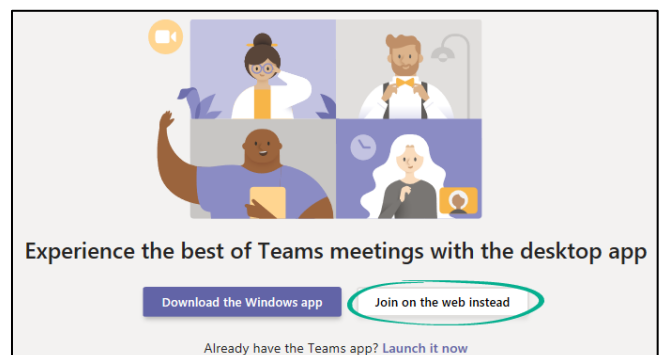 Experience the best of Teams meetings with the desktop app
Download the Windows app
Join on the web instead
Already have the Teams app? Launch it now